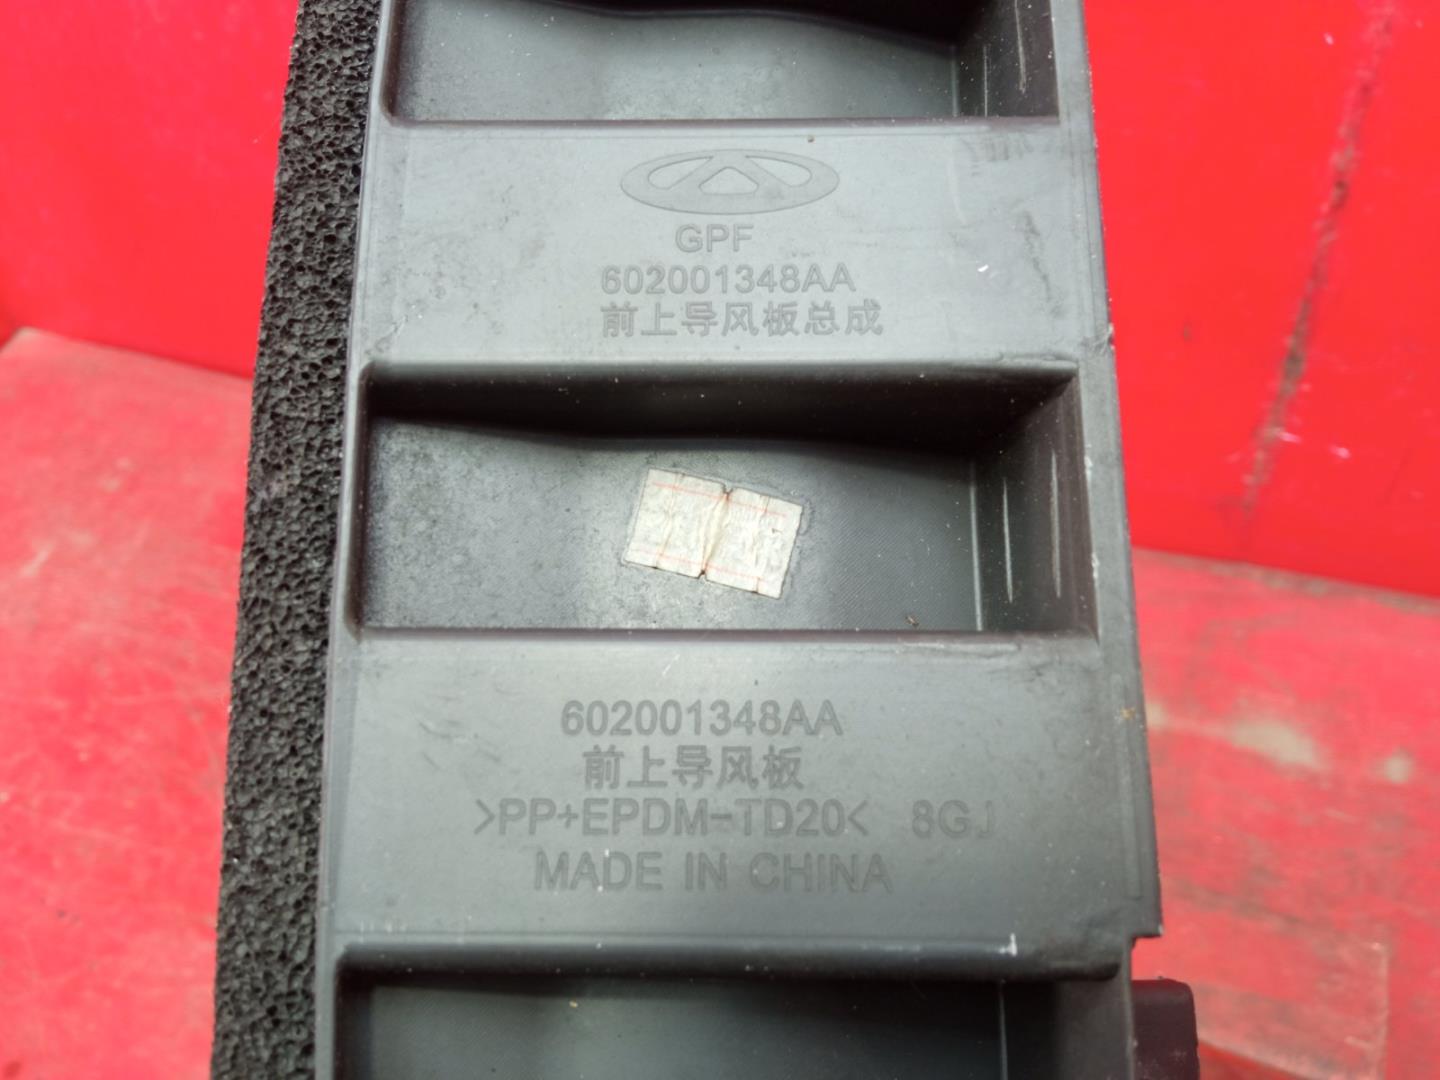 GPF
602001348AA
前上导风板总成
602001348AA
前上导风板
>PP+EPDM-TD20< 8GJ
MADE IN CHINA